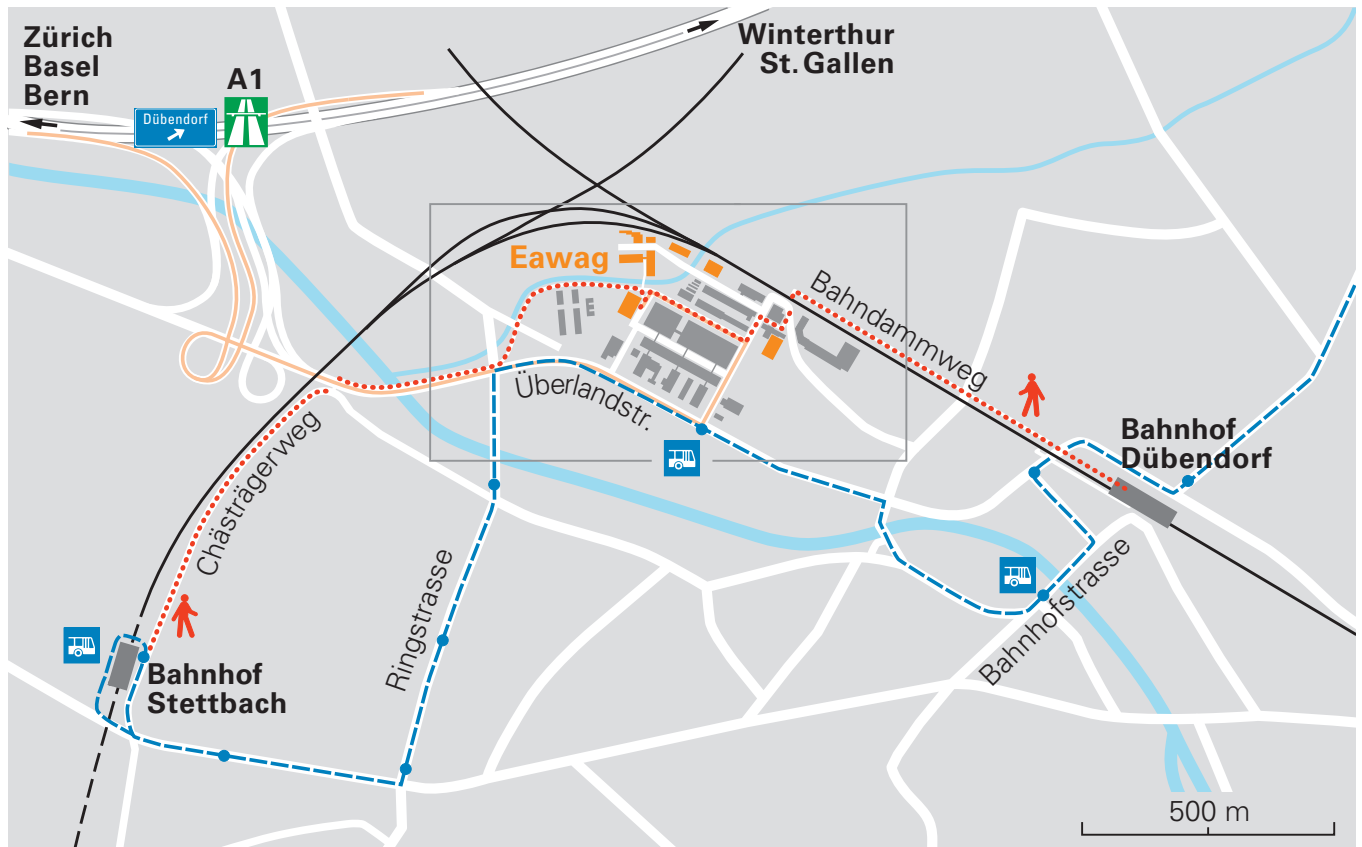 Zürich
Basel
Bern
A1
Dübendorf
Winterthur
St. Gallen
Eawag
Bahndammweg
Überlandstr.
Chästrägerweg
Bahnhof
Dübendorf
Ringstrasse
Bahnhofstrasse
Bahnhof
Stettbach
500 m